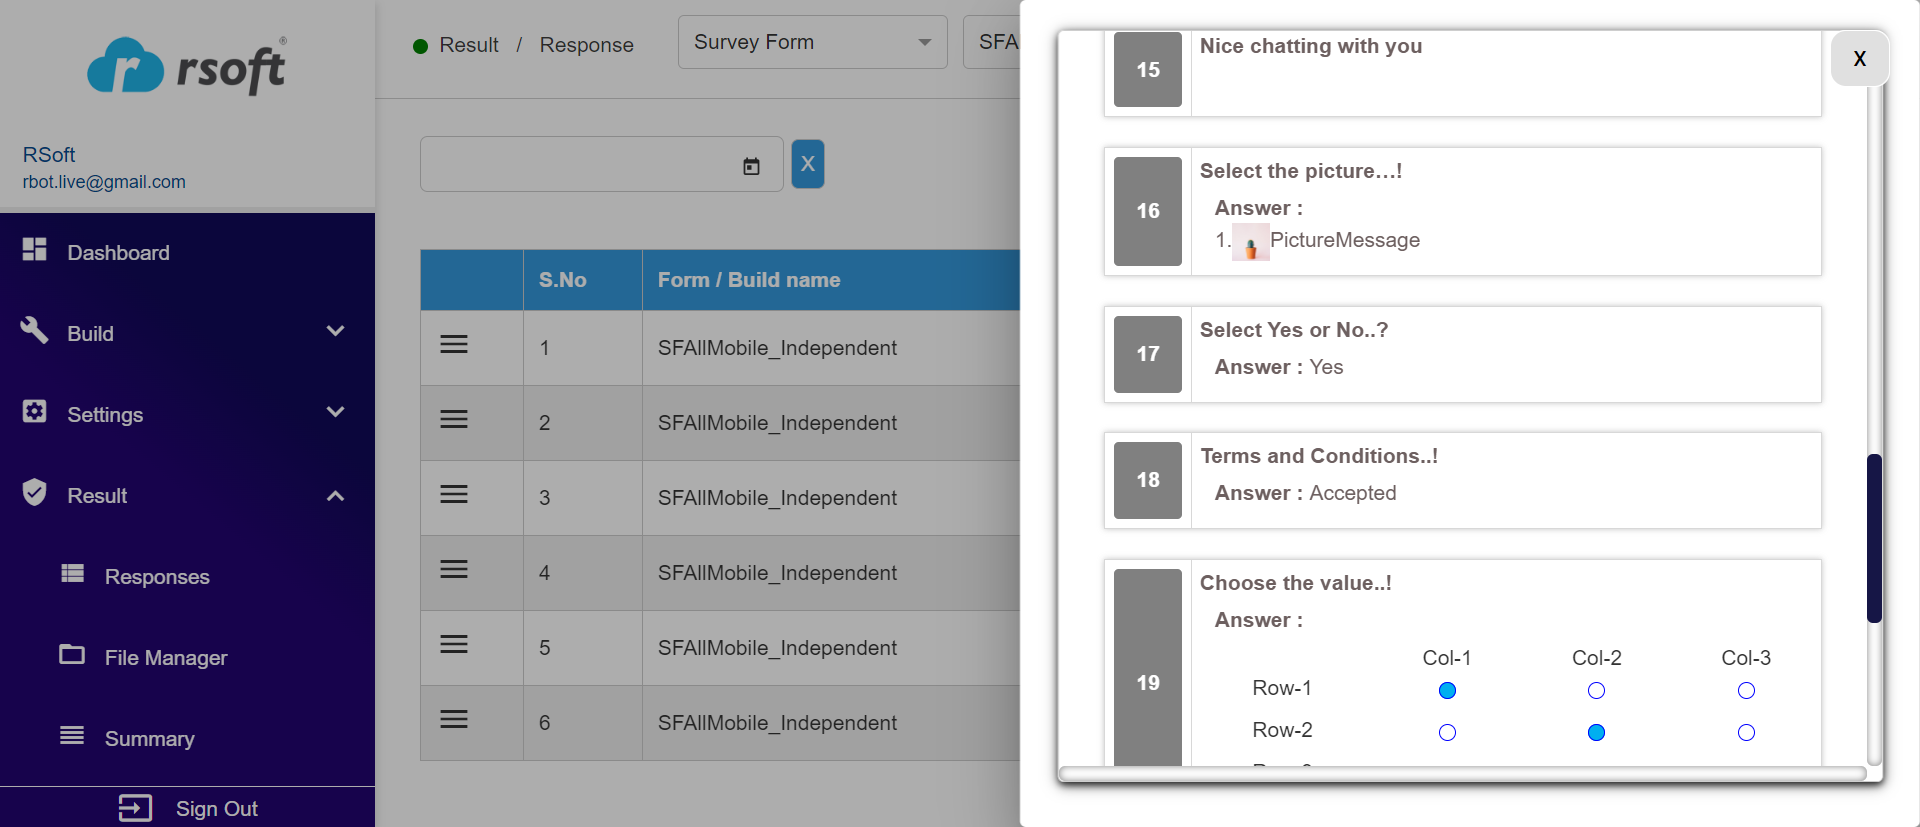 rsoft®
RSoft
rbot.live@gmail.com
Dashboard
Build
Settings
Result
Responses
File Manager
Summary
Sign Out
Result / Response
Survey Form
SFA
X
S.No Form / Build name
1 SFAllMobile_Independent
2 SFAllMobile_Independent
3 SFAllMobile_Independent
4 SFAllMobile_Independent
5 SFAllMobile_Independent
6 SFAllMobile_Independent
X
15 Nice chatting with you
16 Select the picture...!
Answer :
1. PictureMessage
17 Select Yes or No..?
Answer : Yes
18 Terms and Conditions..!
Answer : Accepted
19 Choose the value..!
Answer :
Col-1 Col-2 Col-3
Row-1
Row-2